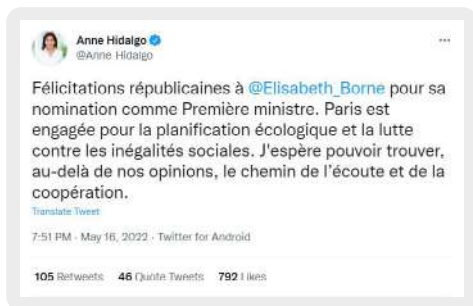 Anne Hidalgo
@Anne Hidalgo
Félicitations républicaines à @Elisabeth_Borne pour sa
nomination comme Première ministre. Paris est
engagée pour la planification écologique et la lutte
contre les inégalités sociales. J'espère pouvoir trouver,
au-delà de nos opinions, le chemin de l'écoute et de la
coopération.
Translate Tweet
7:51 PM · May 16, 2022 · Twitter for Android
105 Retweets 46 Quote Tweets 792 Likes